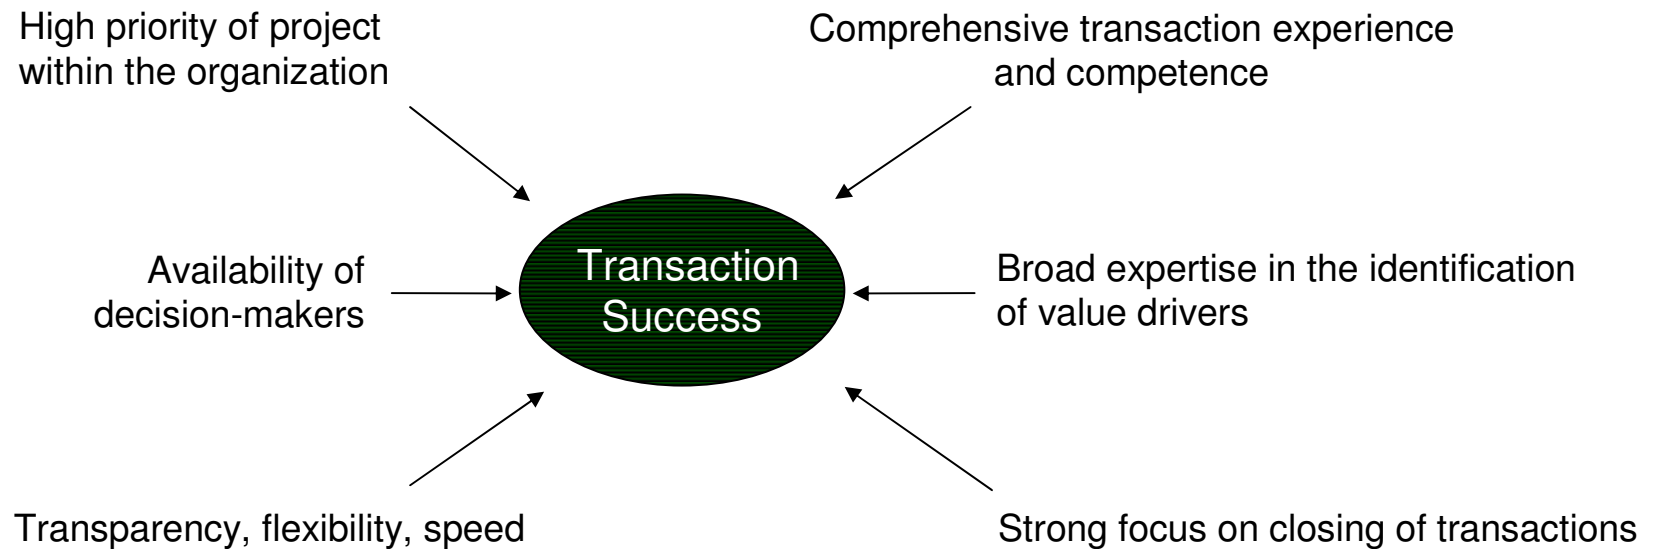 High priority of project
within the organization
Comprehensive transaction experience
and competence
Availability of
decision-makers
Transaction
Success
Broad expertise in the identification
of value drivers
Transparency, flexibility, speed
Strong focus on closing of transactions